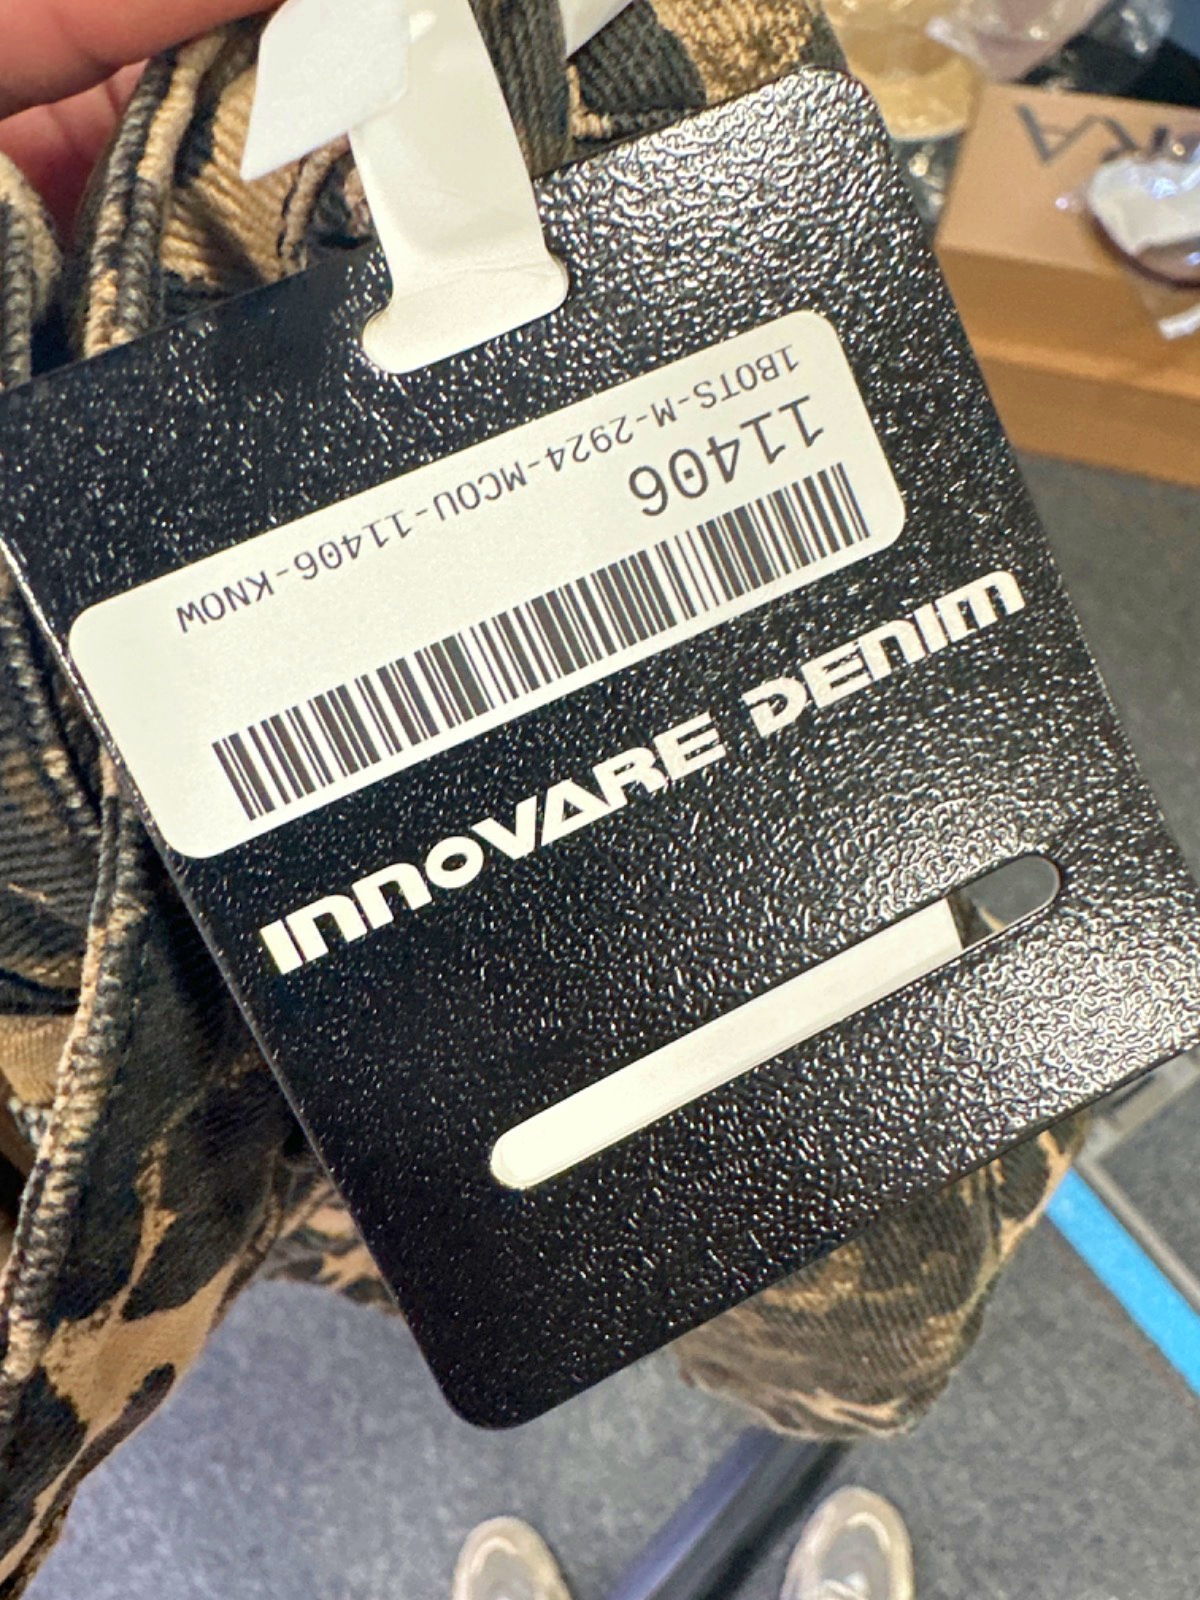 1BOTS-M-2924-MCOU-11406-KNOW
11406
INNOVARE DENIM